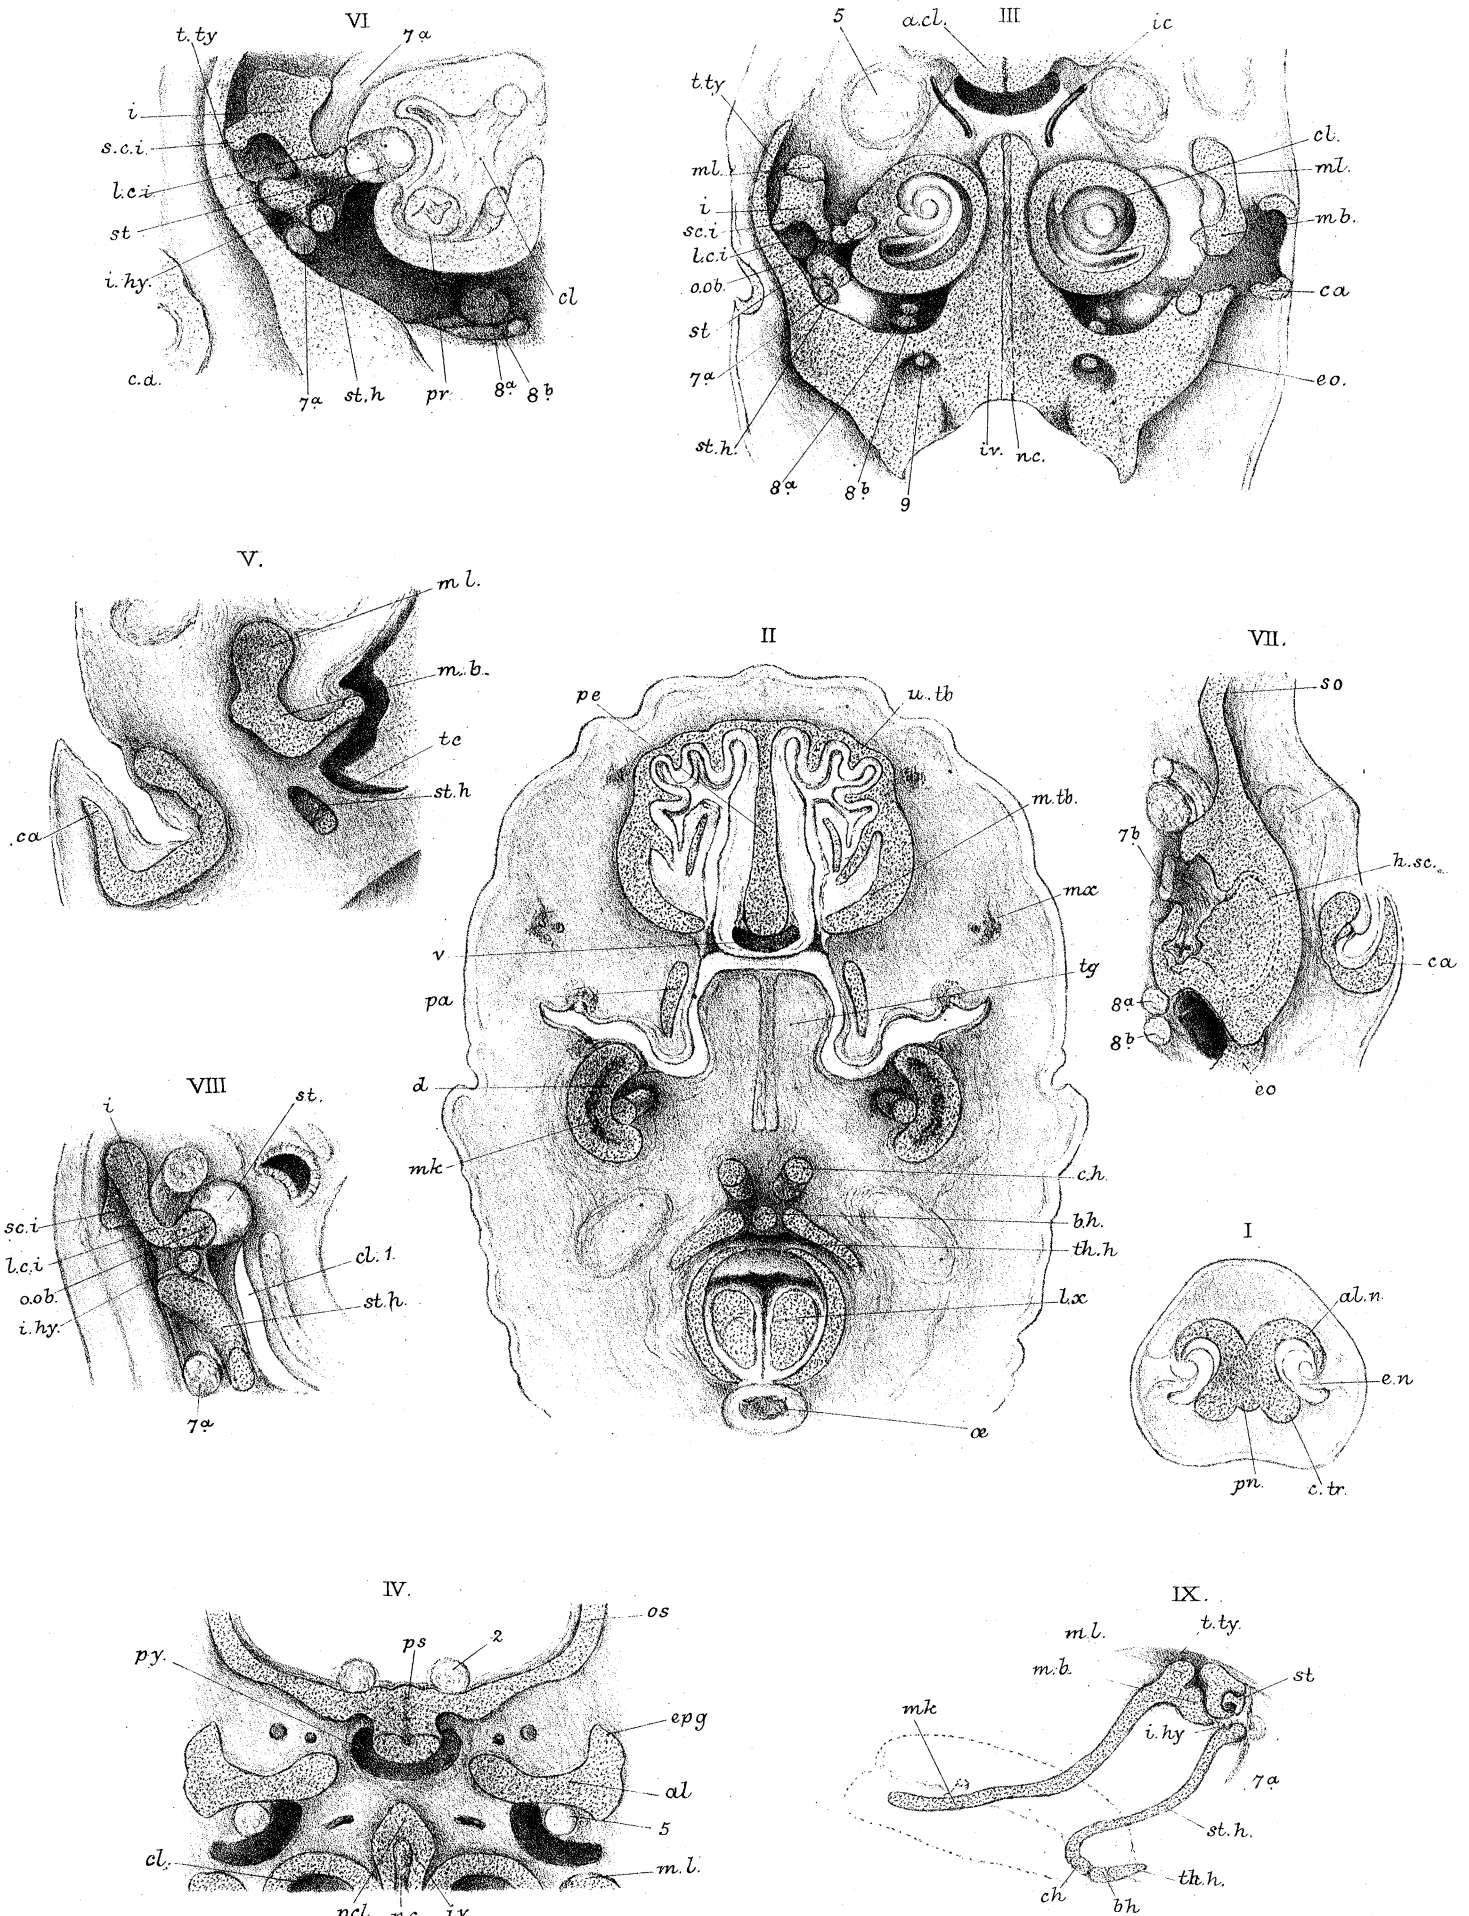 VI
t.ty
7a
i
s.c.i.
l.c.i
st
i.hy.
c.a.
7a
st.h
pr.
8a
8b
cl
III
5
a.cl.
ic
t.ty
ml.
i
sc.i
l.c.i
o.ob.
st
7a
st.h.
8a
8b
9
iv.
nc.
cl.
ml.
m b.
ca
eo.
V.
m l.
m.b.
tc
st.h
ca
II
pe
u.tb
m.tb.
mx
v
tg
pa
d
mk
c.h.
b.h.
th.h
l.x
œ
VII.
so
7b
h.sc.
ca
8a
8b
eo
VIII
i
st.
sc.i
l.c.i
o.ob.
i.hy.
cl.1.
st.h.
7a
I
al.n.
e.n
pn.
c.tr.
IV.
os
ps
2
py.
epg
al
5
cl.
m.l.
pcl.
nc.
iv.
IX.
m.l.
t.ty.
m.b.
st
mk
i.hy
7a
st.h.
th.h.
ch
bh